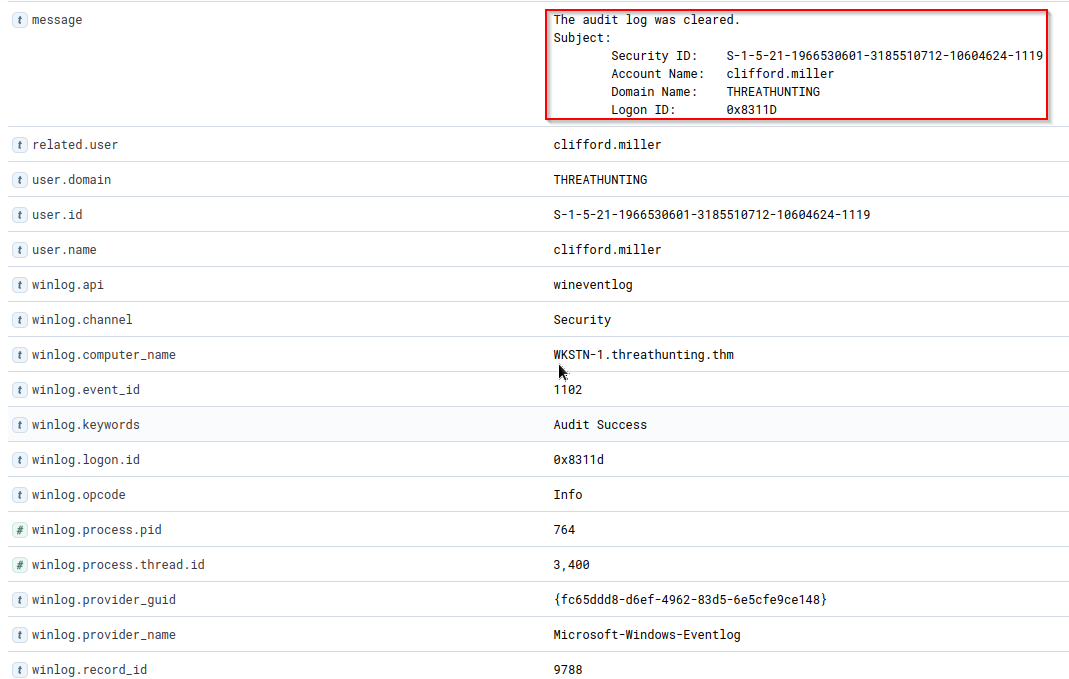 t message The audit log was cleared.
Subject:
Security ID: S-1-5-21-1966530601-3185510712-10604624-1119
Account Name: clifford.miller
Domain Name: THREATHUNTING
Logon ID: 0x8311D
t related.user clifford.miller
t user.domain THREATHUNTING
t user.id S-1-5-21-1966530601-3185510712-10604624-1119
t user.name clifford.miller
t winlog.api wineventlog
t winlog.channel Security
t winlog.computer_name WKSTN-1.threathunting.thm
t winlog.event_id 1102
t winlog.keywords Audit Success
t winlog.logon.id 0x8311d
t winlog.opcode Info
# winlog.process.pid 764
# winlog.process.thread.id 3,400
t winlog.provider_guid {fc65ddd8-d6ef-4962-83d5-6e5cfe9ce148}
t winlog.provider_name Microsoft-Windows-Eventlog
t winlog.record_id 9788